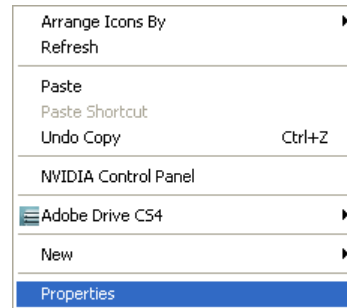 Arrange Icons By
Refresh
Paste
Paste Shortcut
Undo Copy Ctrl+Z
NVIDIA Control Panel
Adobe Drive CS4
New
Properties